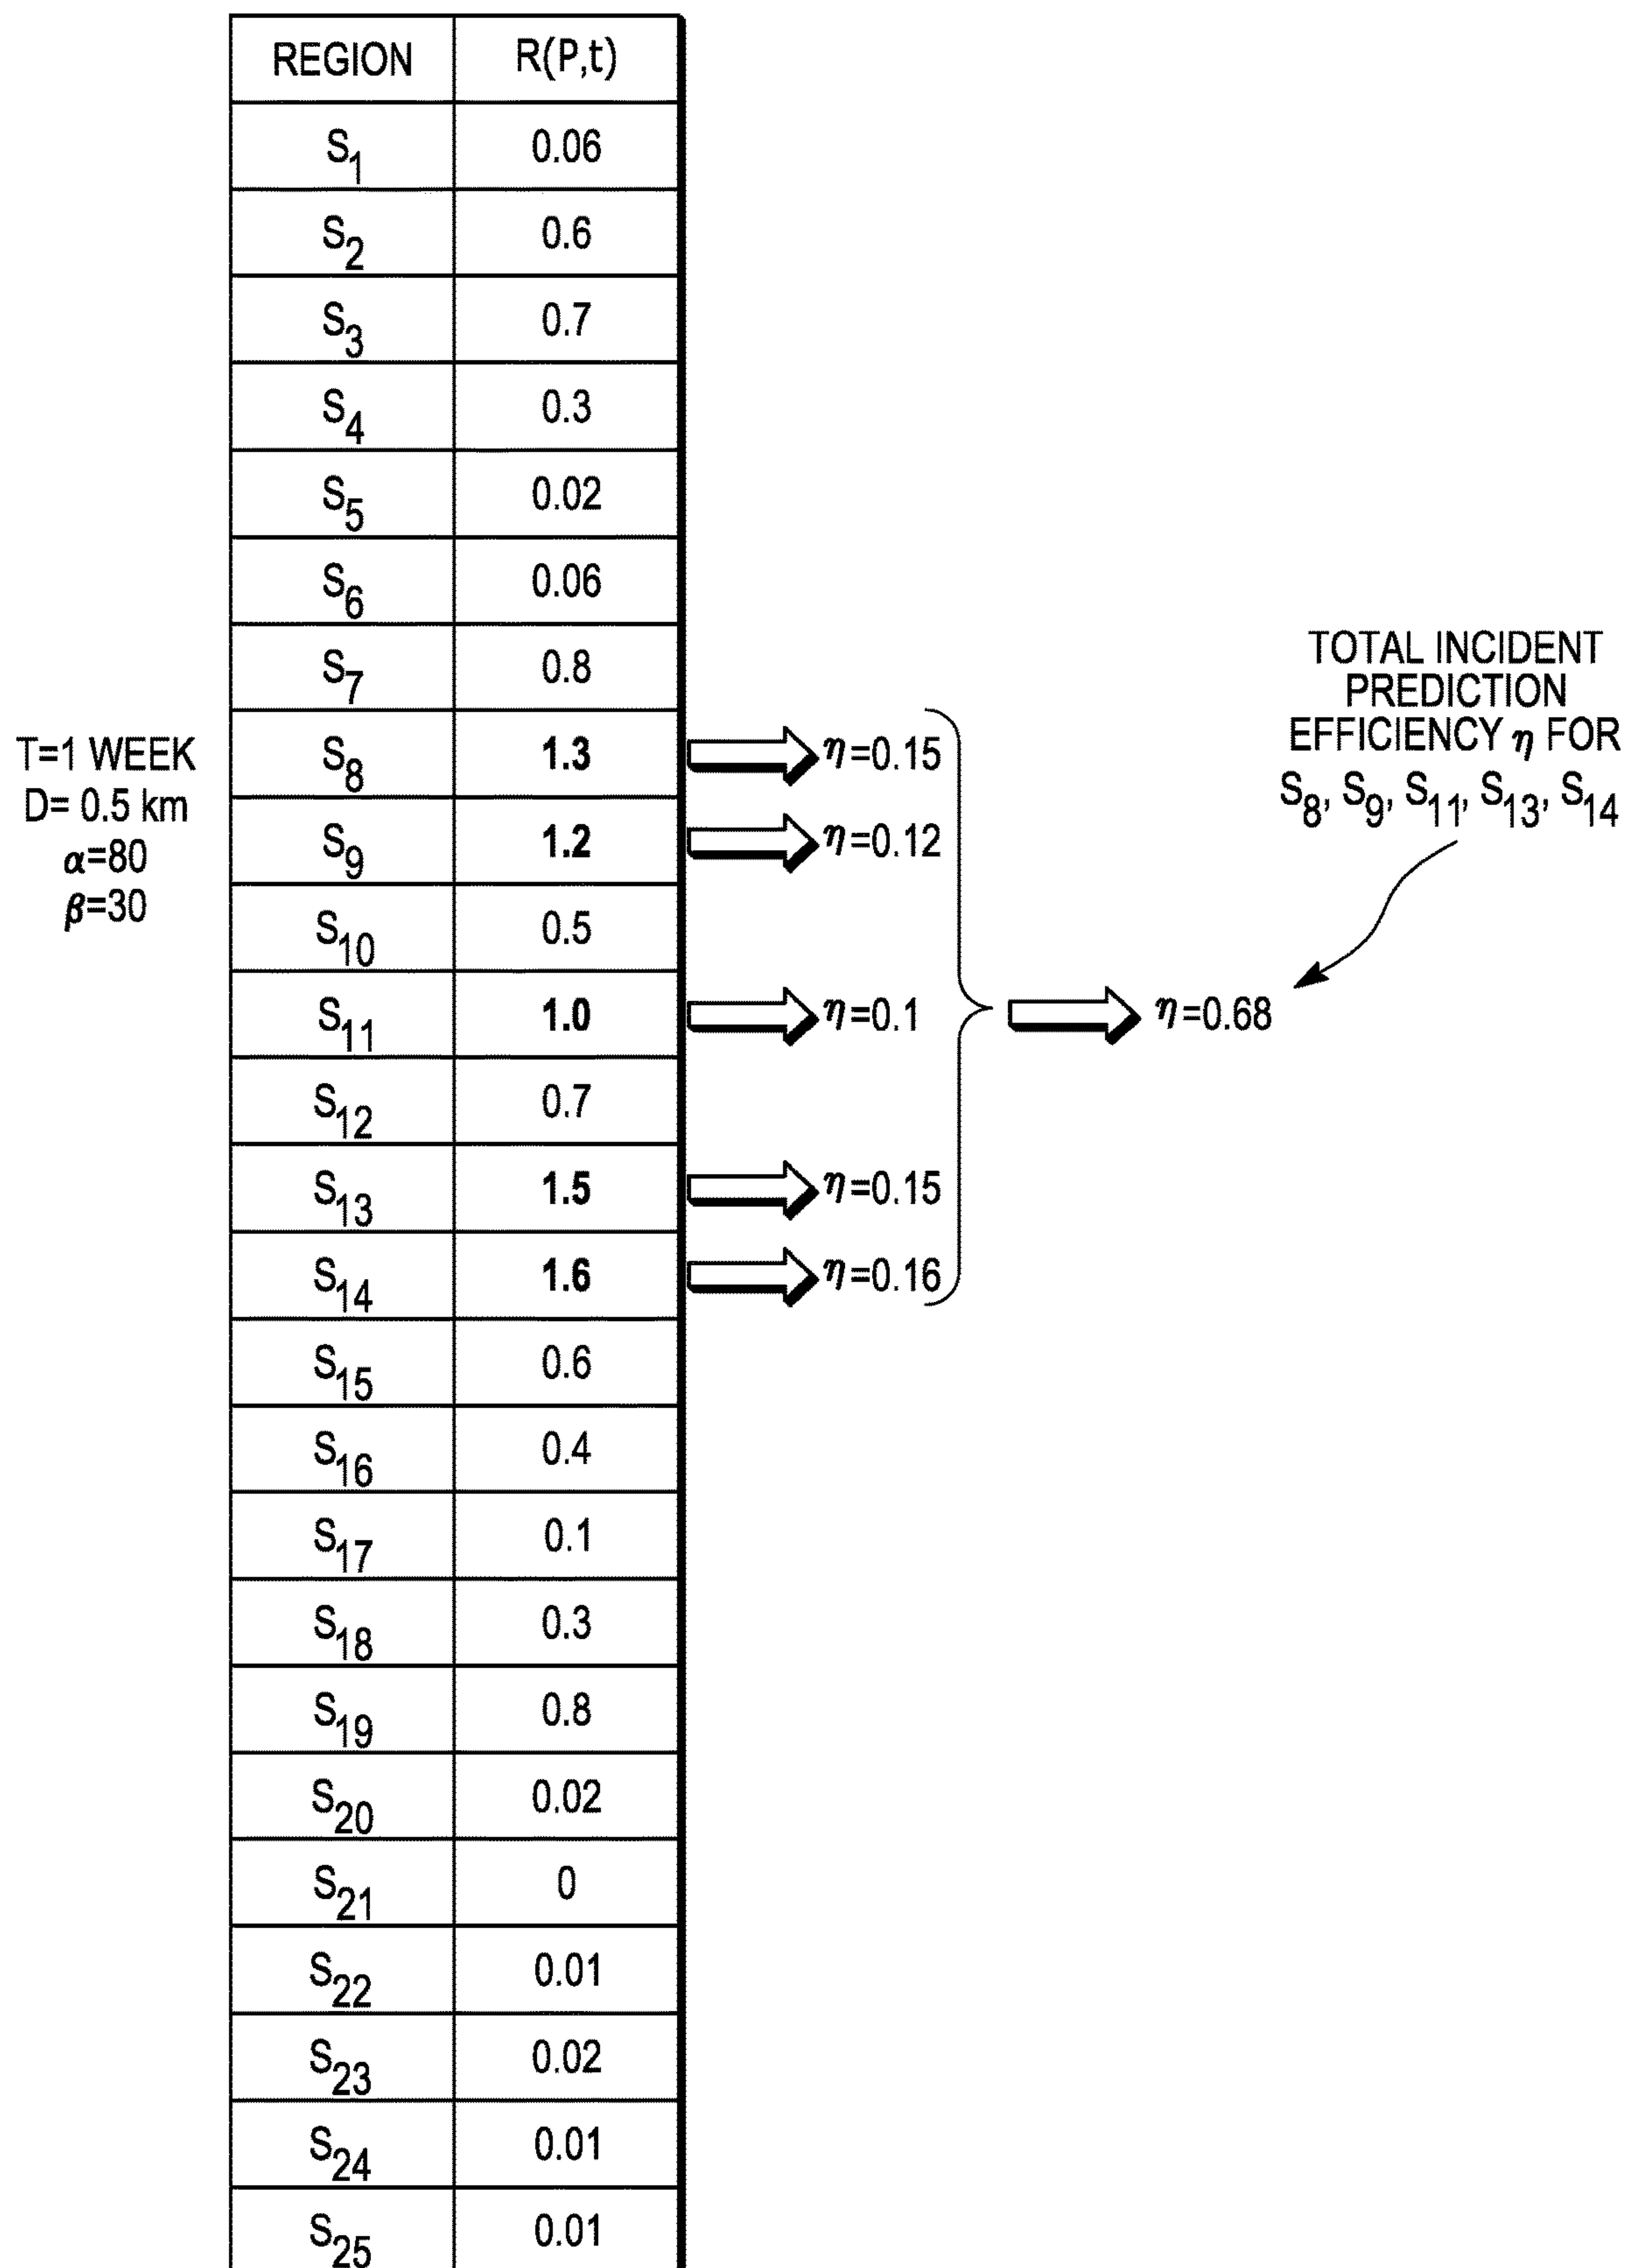 REGION R(P,t)
S1 0.06
S2 0.6
S3 0.7
S4 0.3
S5 0.02
S6 0.06
S7 0.8
S8 1.3 η=0.15
S9 1.2 η=0.12
S10 0.5
S11 1.0 η=0.1
S12 0.7
S13 1.5 η=0.15
S14 1.6 η=0.16
S15 0.6
S16 0.4
S17 0.1
S18 0.3
S19 0.8
S20 0.02
S21 0
S22 0.01
S23 0.02
S24 0.01
S25 0.01
T=1 WEEK
D= 0.5 km
α=80
β=30
TOTAL INCIDENT
PREDICTION
EFFICIENCY η FOR
S8, S9, S11, S13, S14
η=0.68